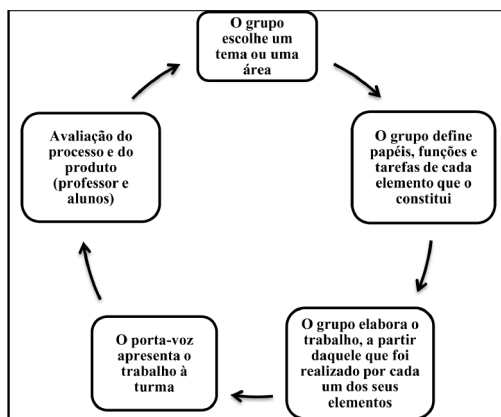 O grupo
escolhe um
tema ou uma
área
O grupo define
papéis, funções e
tarefas de cada
elemento que o
constitui
O grupo elabora o
trabalho, a partir
daquele que foi
realizado por cada
um dos seus
elementos
O porta-voz
apresenta o
trabalho à
turma
Avaliação do
processo e do
produto
(professor e
alunos)